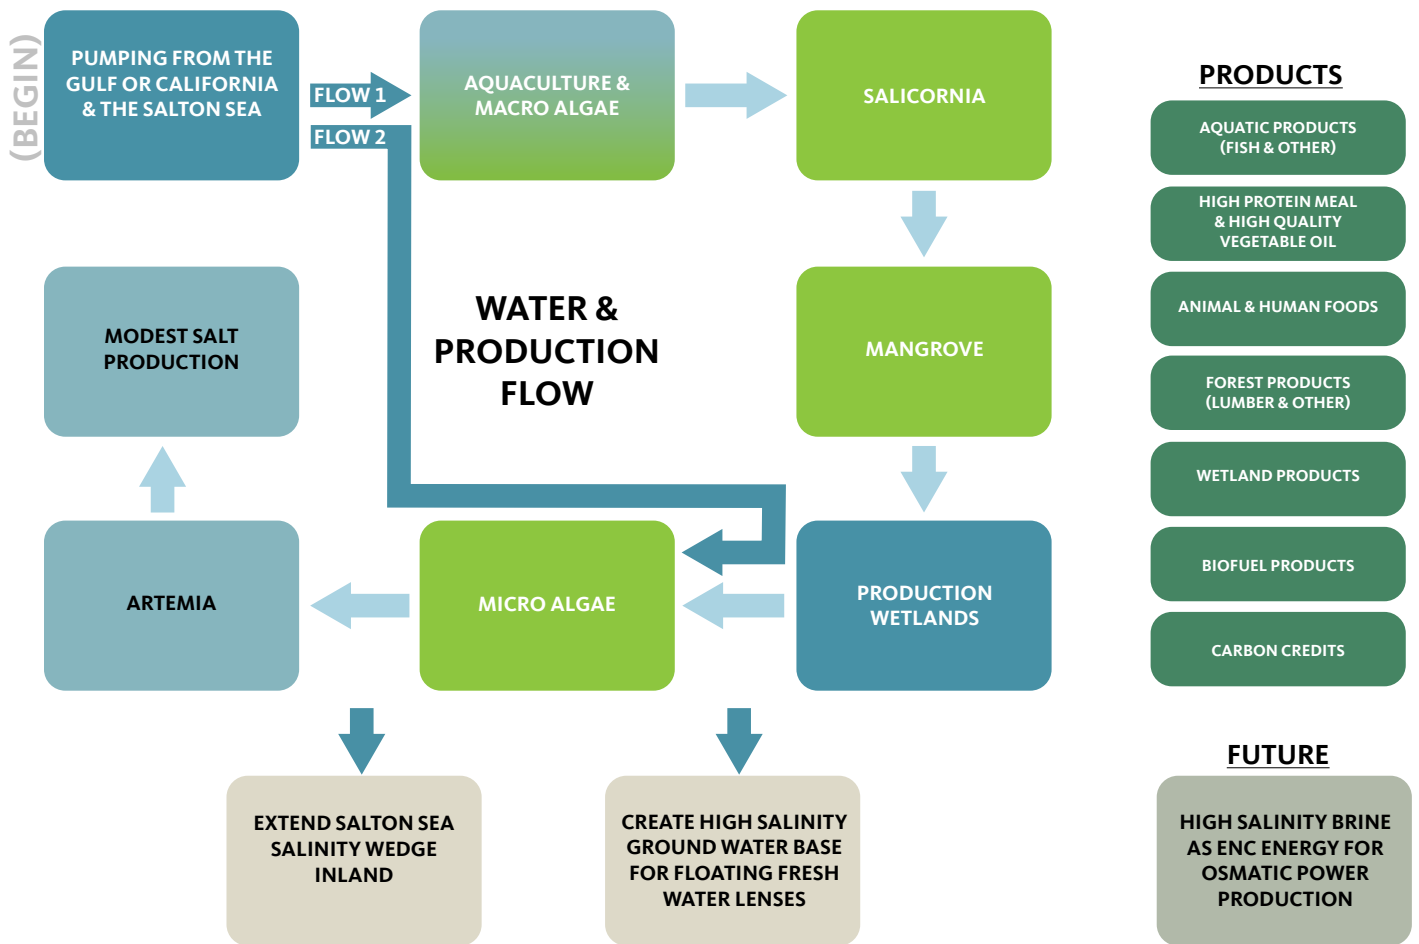 (BEGIN)
PUMPING FROM THE
GULF OR CALIFORNIA
& THE SALTON SEA
FLOW 1
FLOW 2
AQUACULTURE &
MACRO ALGAE
SALICORNIA
MODEST SALT
PRODUCTION
WATER &
PRODUCTION
FLOW
MANGROVE
ARTEMIA
MICRO ALGAE
PRODUCTION
WETLANDS
EXTEND SALTON SEA
SALINITY WEDGE
INLAND
CREATE HIGH SALINITY
GROUND WATER BASE
FOR FLOATING FRESH
WATER LENSES
PRODUCTS
AQUATIC PRODUCTS
(FISH & OTHER)
HIGH PROTEIN MEAL
& HIGH QUALITY
VEGETABLE OIL
ANIMAL & HUMAN FOODS
FOREST PRODUCTS
(LUMBER & OTHER)
WETLAND PRODUCTS
BIOFUEL PRODUCTS
CARBON CREDITS
FUTURE
HIGH SALINITY BRINE
AS ENC ENERGY FOR
OSMATIC POWER
PRODUCTION